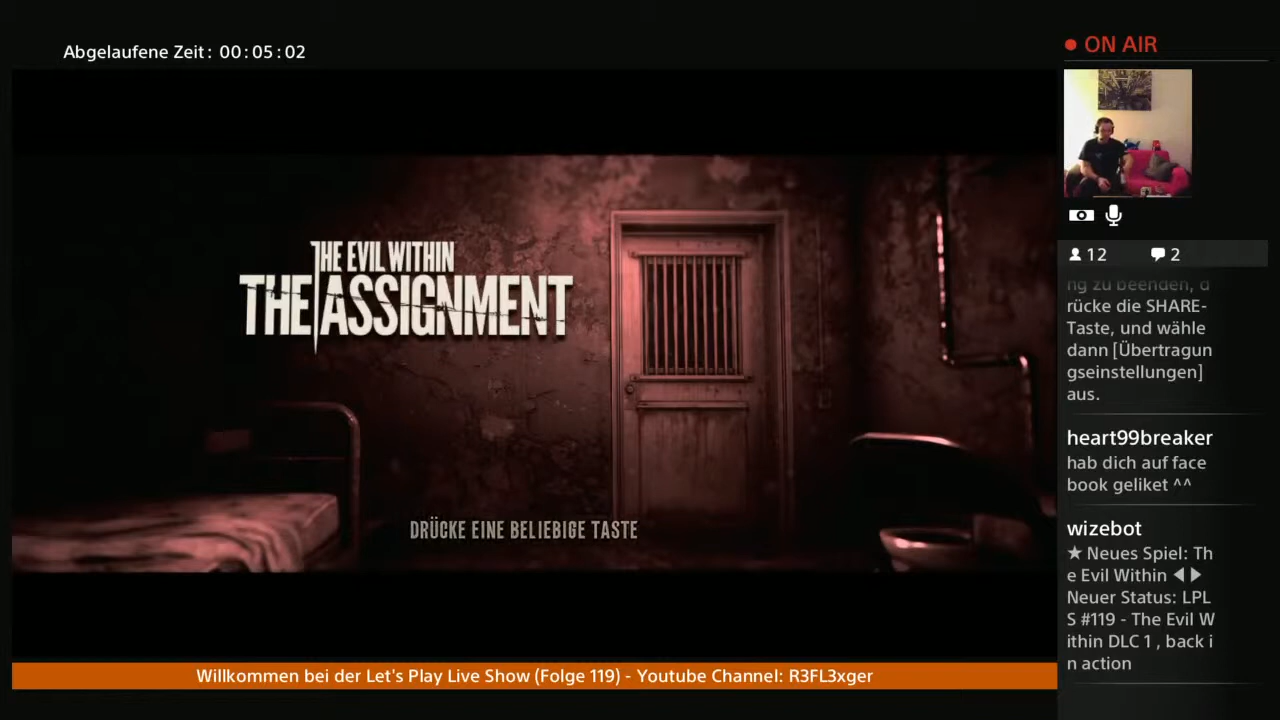 Abgelaufene Zeit: 00:05:02
ON AIR
THE EVIL WITHIN
THE ASSIGNMENT
DRÜCKE EINE BELIEBIGE TASTE
12 2
ng zu beenden, d
rücke die SHARE-
Taste, und wähle
dann [Übertragun
gseinstellungen]
aus.
heart99breaker
hab dich auf face
book geliket ^^
wizebot
★ Neues Spiel: Th
e Evil Within ◀▶
Neuer Status: LPL
S #119 - The Evil W
ithin DLC 1 , back i
n action
Willkommen bei der Let's Play Live Show (Folge 119) - Youtube Channel: R3FL3xger